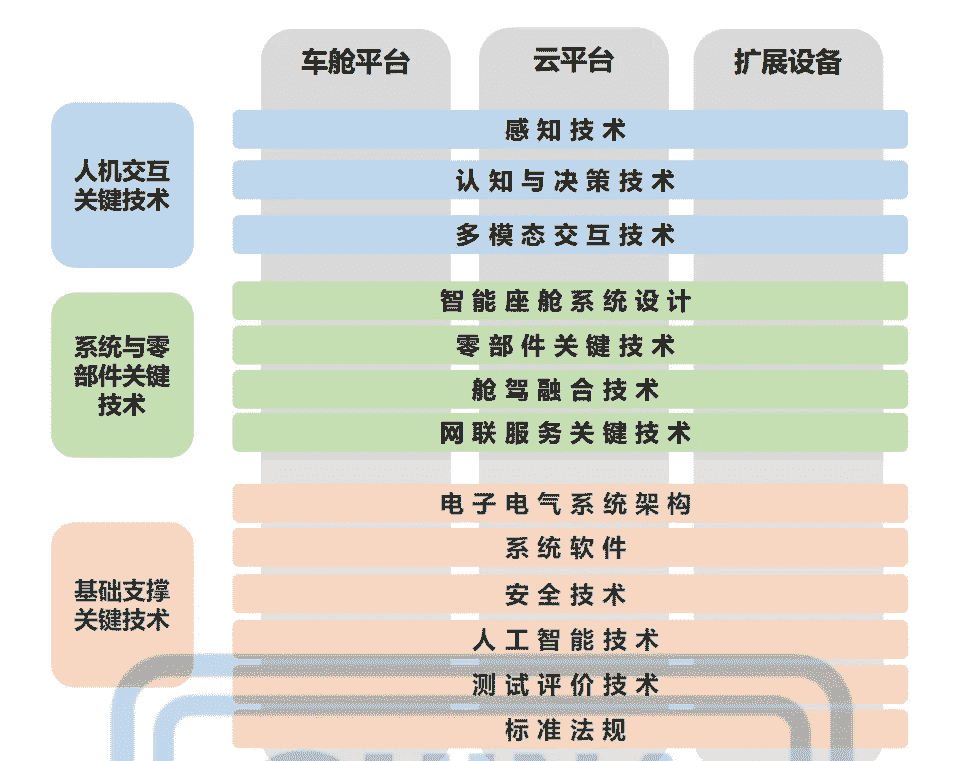 车舱平台
云平台
扩展设备
人机交互
关键技术
感知技术
认知与决策技术
多模态交互技术
系统与零
部件关键
技术
智能座舱系统设计
零部件关键技术
舱驾融合技术
网联服务关键技术
基础支撑
关键技术
电子电气系统架构
系统软件
安全技术
人工智能技术
测试评价技术
标准法规